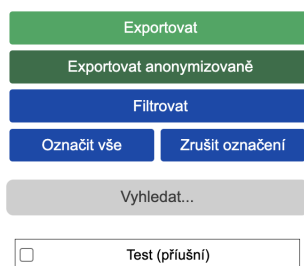 Exportovat
Exportovat anonymizovaně
Filtrovat
Označit vše Zrušit označení
Vyhledat...
Test (příušní)